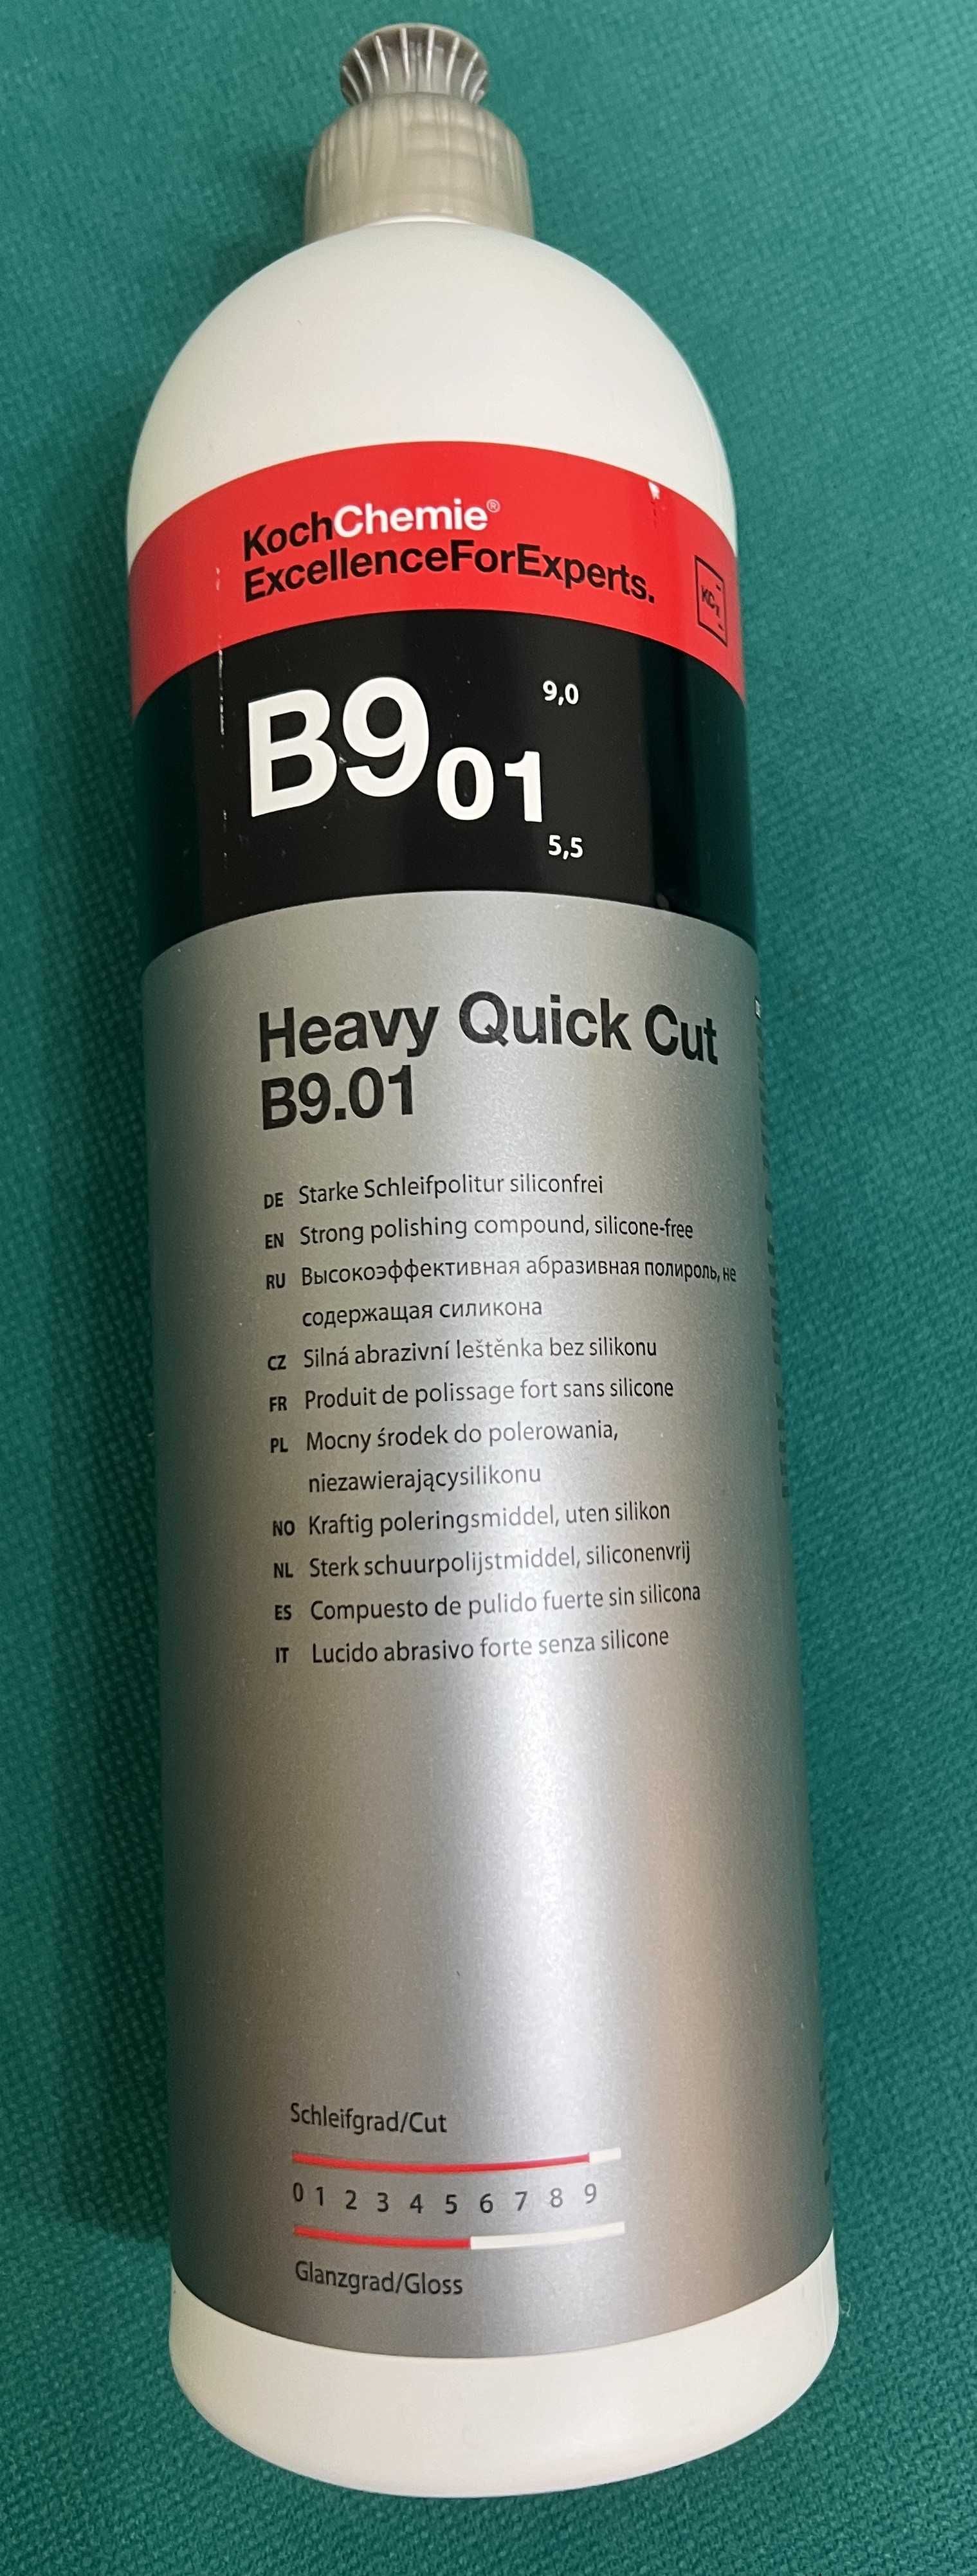 KochChemie®
ExcellenceForExperts.
KCX
B9 01
9,0
5,5
Heavy Quick Cut
B9.01
DE Starke Schleifpolitur siliconfrei
EN Strong polishing compound, silicone-free
RU Высокоэффективная абразивная полироль, не
содержащая силикона
CZ Silná abrazivní leštěnka bez silikonu
FR Produit de polissage fort sans silicone
PL Mocny środek do polerowania,
niezawierającysilikonu
NO Kraftig poleringsmiddel, uten silikon
NL Sterk schuurpolijstmiddel, siliconenvrij
ES Compuesto de pulido fuerte sin silicona
IT Lucido abrasivo forte senza silicone
Schleifgrad/Cut
0 1 2 3 4 5 6 7 8 9
Glanzgrad/Gloss